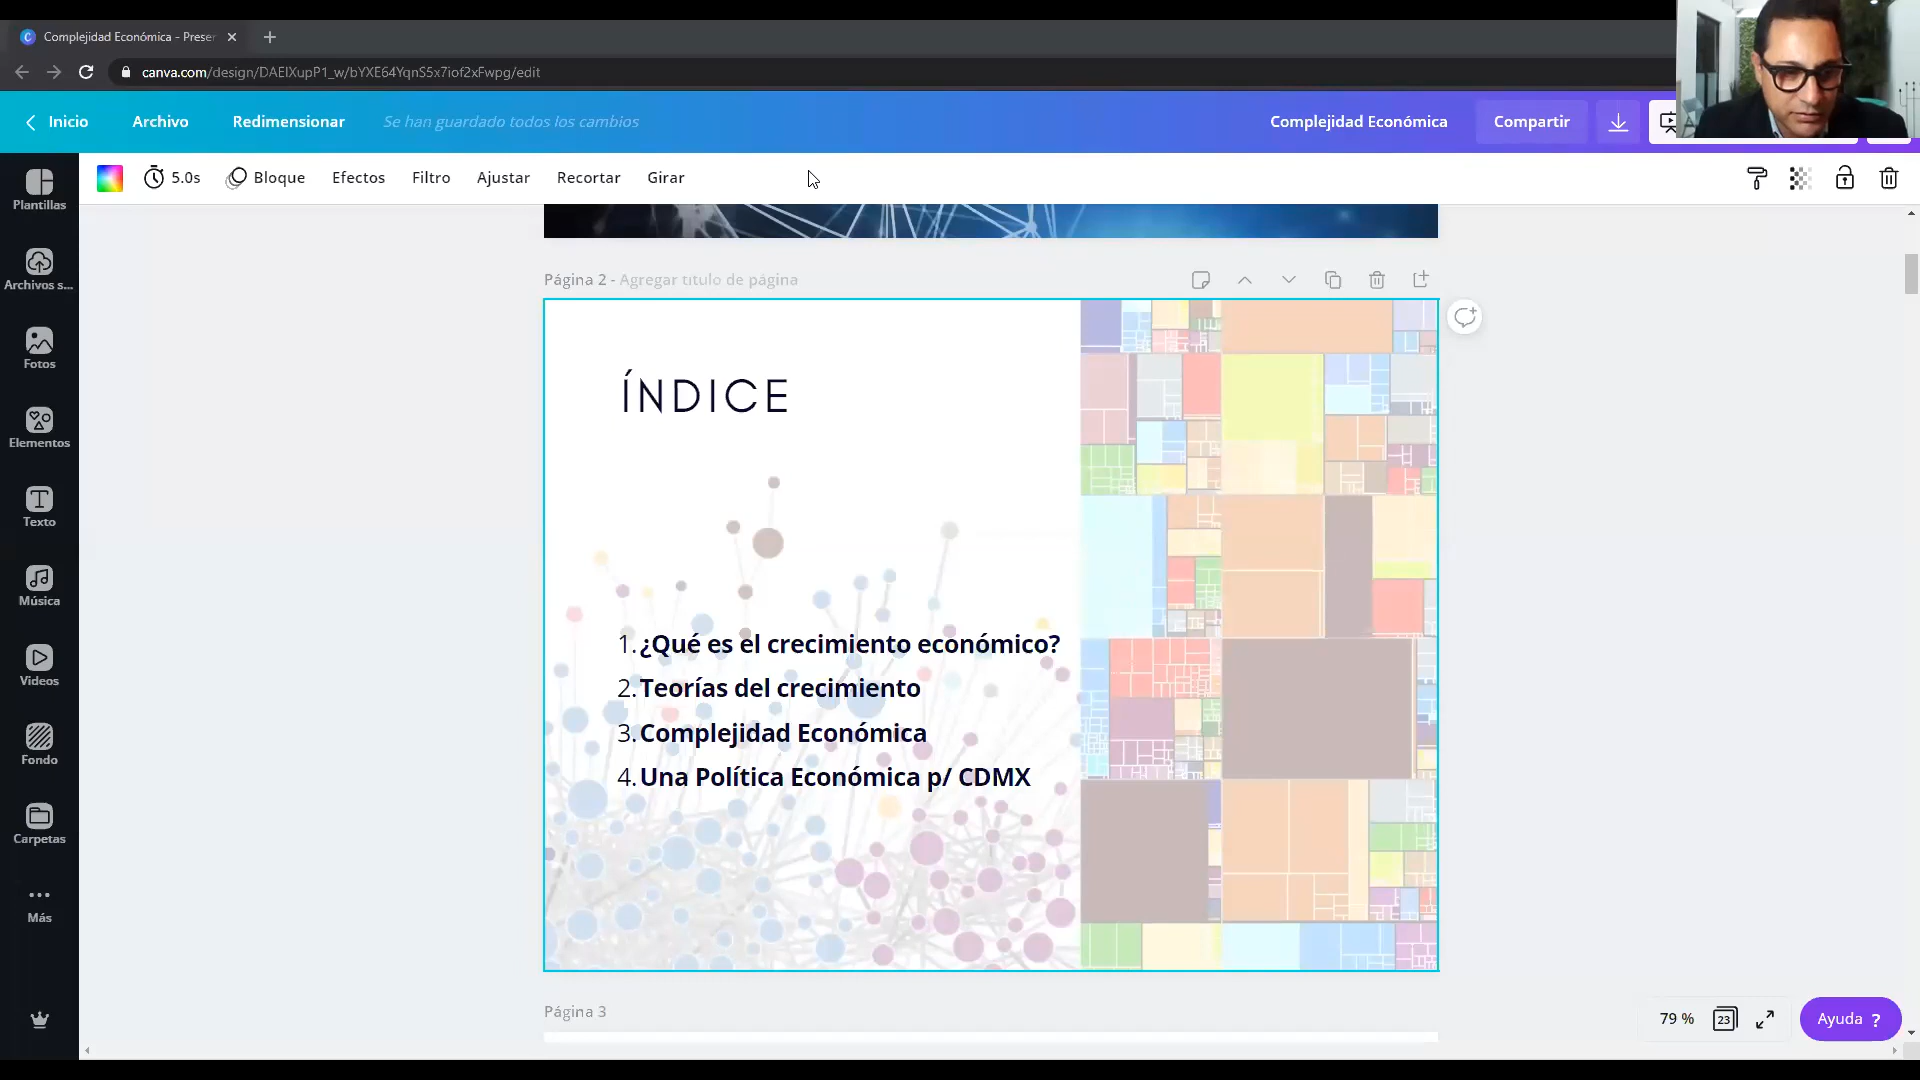 Complejidad Económica - Preser
canva.com/design/DAEIXupP1_w/bYXE64YqnS5x7iof2xFwpg/edit
Inicio
Archivo
Redimensionar
Se han guardado todos los cambios
Complejidad Económica
Compartir
5.0s
Bloque
Efectos
Filtro
Ajustar
Recortar
Girar
Plantillas
Archivos s...
Fotos
Elementos
Texto
Música
Videos
Fondo
Carpetas
Más
Página 2 - Agregar título de página
ÍNDICE
1. ¿Qué es el crecimiento económico?
2. Teorías del crecimiento
3. Complejidad Económica
4. Una Política Económica p/ CDMX
Página 3
79 %
23
Ayuda ?